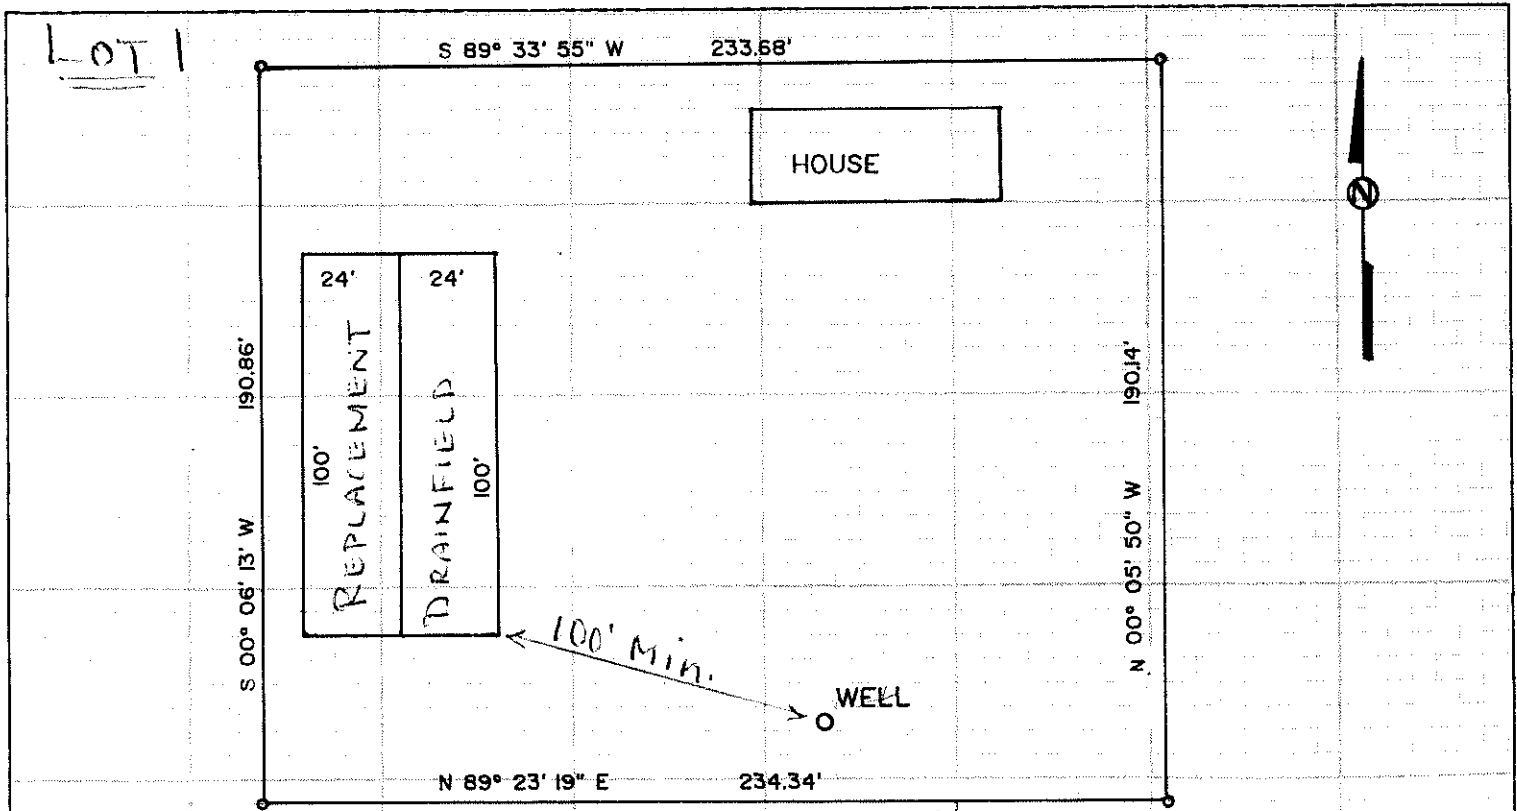 LOT 1
S 89° 33' 55" W 233.68'
HOUSE
N
24' 24'
190.86'
S 00° 06' 13' W
100'
REPLACEMENT
DRAINFIELD
100'
190.14'
N 00° 05' 50" W
100' Min.
WELL
N 89° 23' 19" E 234.34'